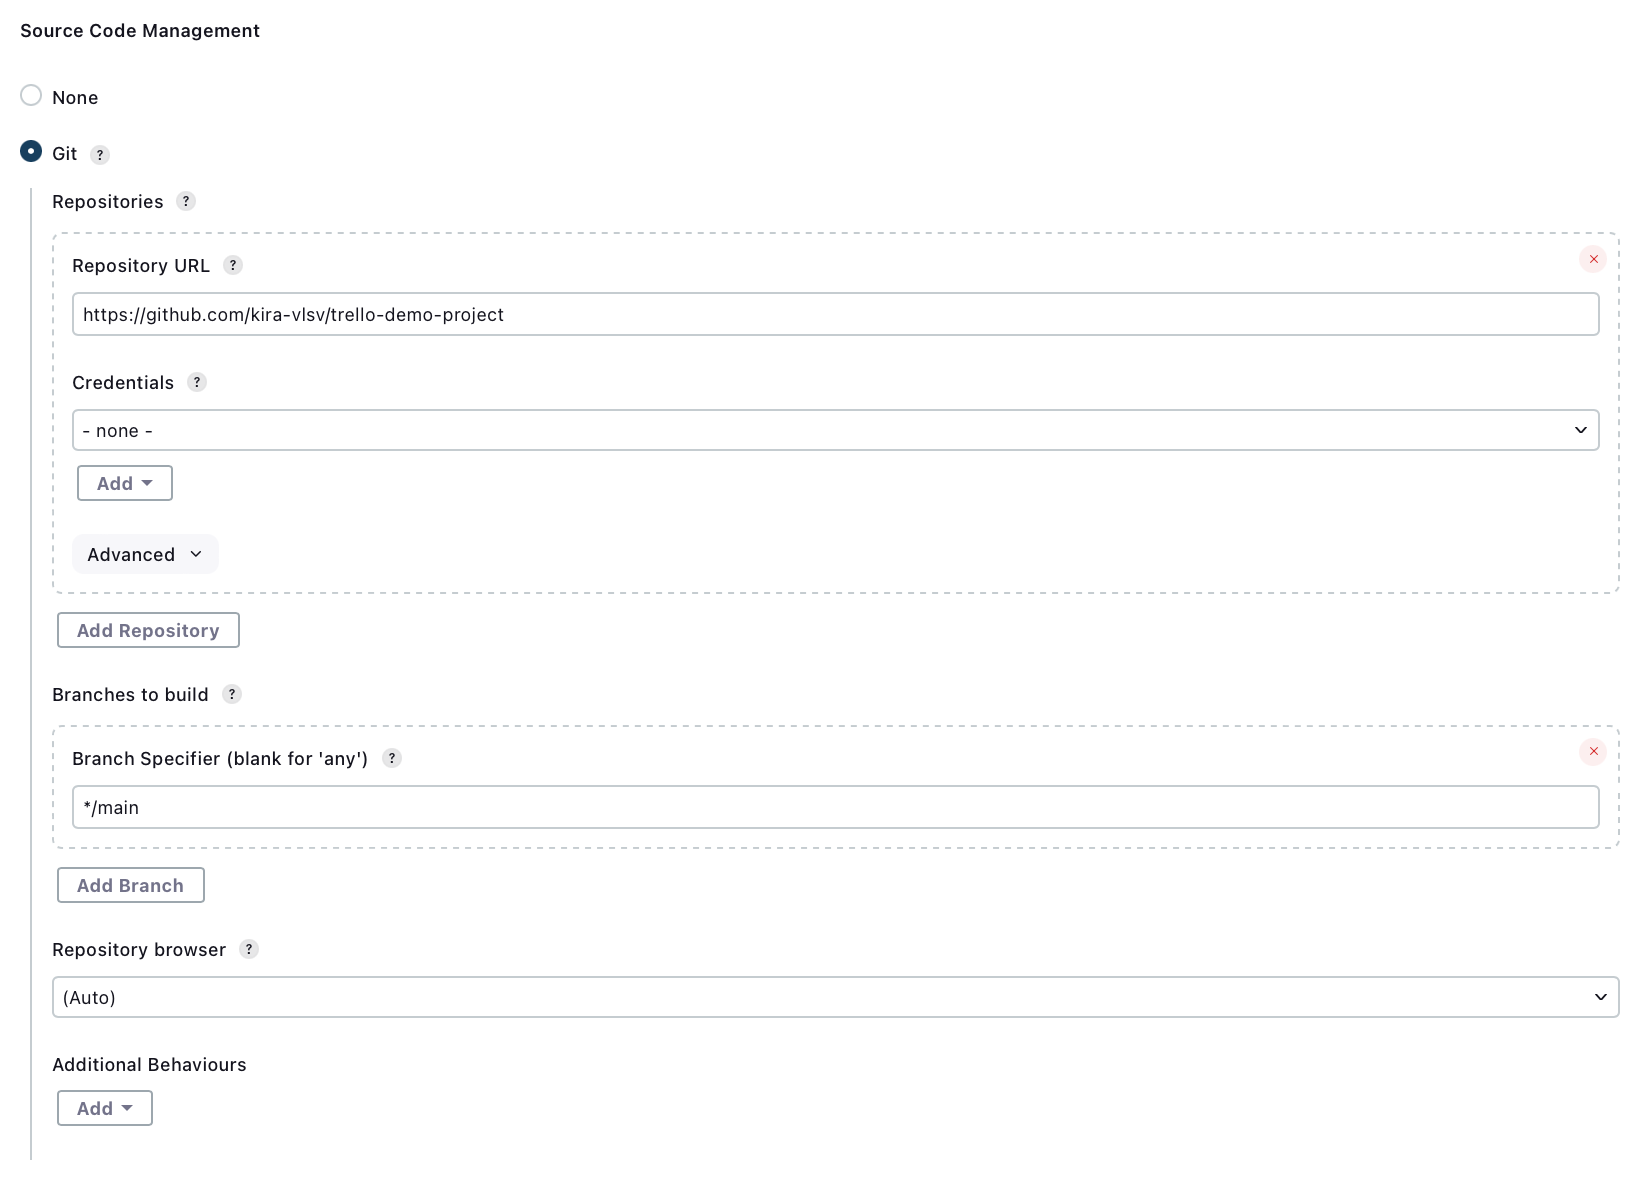 Source Code Management
None
Git ?
Repositories ?
Repository URL ?
https://github.com/kira-vlsv/trello-demo-project
Credentials ?
- none -
Add
Advanced
Add Repository
Branches to build ?
Branch Specifier (blank for 'any') ?
*/main
Add Branch
Repository browser ?
(Auto)
Additional Behaviours
Add